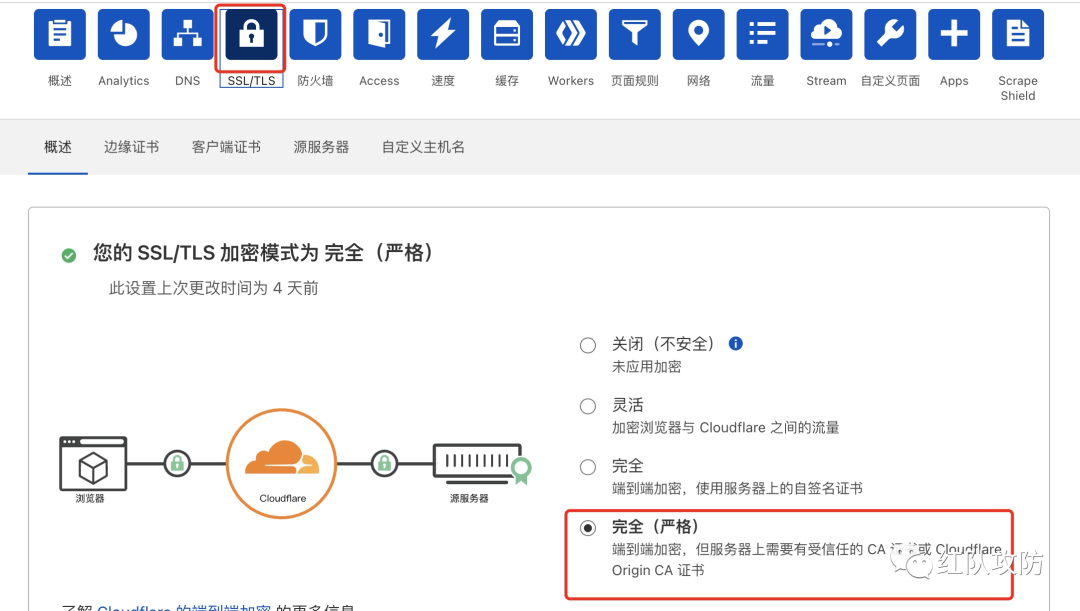 概述
Analytics
DNS
SSL/TLS
防火墙
Access
速度
缓存
Workers
页面规则
网络
流量
Stream
自定义页面
Apps
Scrape
Shield
概述
边缘证书
客户端证书
源服务器
自定义主机名
您的 SSL/TLS 加密模式为 完全（严格）
此设置上次更改时间为 4 天前
关闭（不安全）
未应用加密
灵活
加密浏览器与 Cloudflare 之间的流量
完全
端到端加密，使用服务器上的自签名证书
完全（严格）
端到端加密，但服务器上需要有受信任的 CA 证书或 Cloudflare
Origin CA 证书
浏览器
Cloudflare
源服务器
红队攻防
了解 Cloudflare 的端到端加密 的更多信息